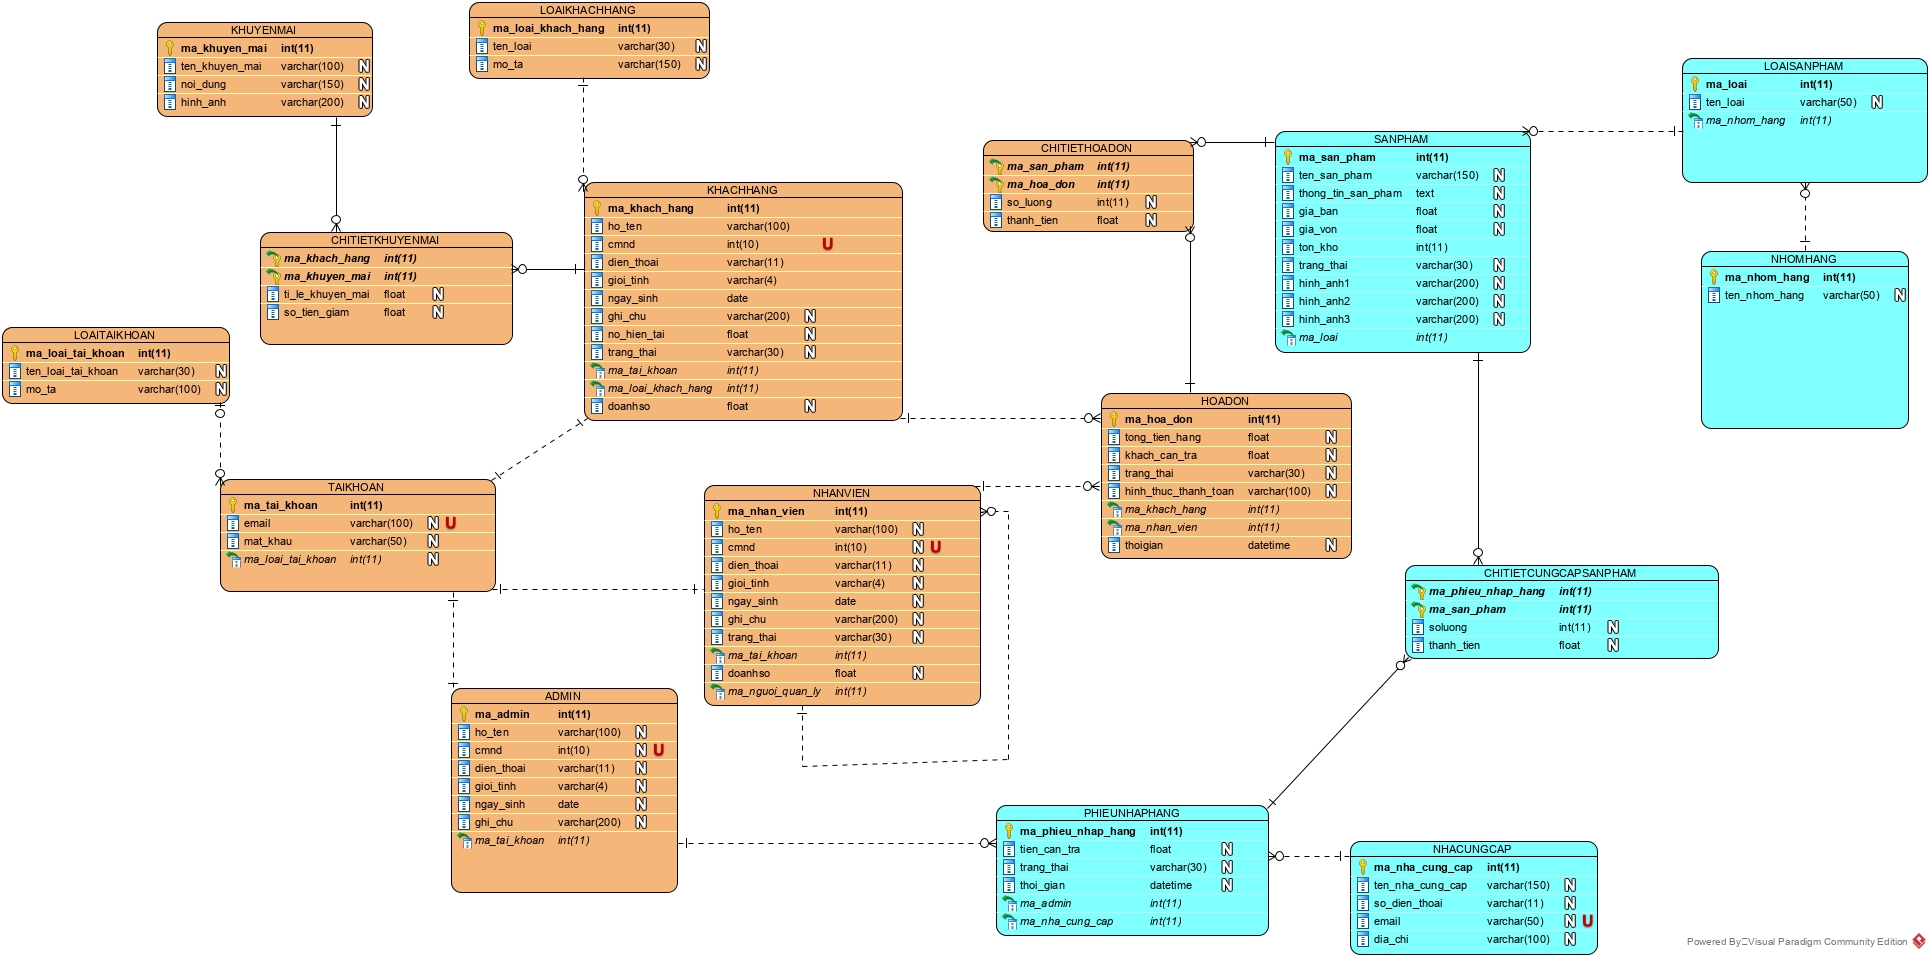 KHUYENMAI
ma_khuyen_mai int(11)
ten_khuyen_mai varchar(100) N
noi_dung varchar(150) N
hinh_anh varchar(200) N
LOAIKHACHHANG
ma_loai_khach_hang int(11)
ten_loai varchar(30) N
mo_ta varchar(150) N
LOAISANPHAM
ma_loai int(11)
ten_loai varchar(50) N
ma_nhom_hang int(11)
CHITIETHOADON
ma_san_pham int(11)
ma_hoa_don int(11)
so_luong int(11) N
thanh_tien float N
SANPHAM
ma_san_pham int(11)
ten_san_pham varchar(150) N
thong_tin_san_pham text N
gia_ban float N
gia_von float N
ton_kho int(11)
trang_thai varchar(30) N
hinh_anh1 varchar(200) N
hinh_anh2 varchar(200) N
hinh_anh3 varchar(200) N
ma_loai int(11)
KHACHHANG
ma_khach_hang int(11)
ho_ten varchar(100)
cmnd int(10) U
dien_thoai varchar(11)
gioi_tinh varchar(4)
ngay_sinh date
ghi_chu varchar(200) N
no_hien_tai float N
trang_thai varchar(30) N
ma_tai_khoan int(11)
ma_loai_khach_hang int(11)
doanhso float N
CHITIETKHUYENMAI
ma_khach_hang int(11)
ma_khuyen_mai int(11)
ti_le_khuyen_mai float N
so_tien_giam float N
NHOMHANG
ma_nhom_hang int(11)
ten_nhom_hang varchar(50) N
LOAITAIKHOAN
ma_loai_tai_khoan int(11)
ten_loai_tai_khoan varchar(30) N
mo_ta varchar(100) N
HOADON
ma_hoa_don int(11)
tong_tien_hang float N
khach_can_tra float N
trang_thai varchar(30) N
hinh_thuc_thanh_toan varchar(100) N
ma_khach_hang int(11)
ma_nhan_vien int(11)
thoigian datetime N
TAIKHOAN
ma_tai_khoan int(11)
email varchar(100) N U
mat_khau varchar(50) N
ma_loai_tai_khoan int(11) N
NHANVIEN
ma_nhan_vien int(11)
ho_ten varchar(100) N
cmnd int(10) N U
dien_thoai varchar(11) N
gioi_tinh varchar(4) N
ngay_sinh date N
ghi_chu varchar(200) N
trang_thai varchar(30) N
ma_tai_khoan int(11)
doanhso float N
ma_nguoi_quan_ly int(11)
CHITIETCUNGCAPSANPHAM
ma_phieu_nhap_hang int(11)
ma_san_pham int(11)
soluong int(11) N
thanh_tien float N
ADMIN
ma_admin int(11)
ho_ten varchar(100) N
cmnd int(10) N U
dien_thoai varchar(11) N
gioi_tinh varchar(4) N
ngay_sinh date N
ghi_chu varchar(200) N
ma_tai_khoan int(11)
PHIEUNHAPHANG
ma_phieu_nhap_hang int(11)
tien_can_tra float N
trang_thai varchar(30) N
thoi_gian datetime N
ma_admin int(11)
ma_nha_cung_cap int(11)
NHACUNGCAP
ma_nha_cung_cap int(11)
ten_nha_cung_cap varchar(150) N
so_dien_thoai varchar(11) N
email varchar(50) N U
dia_chi varchar(100) N
Powered By Visual Paradigm Community Edition